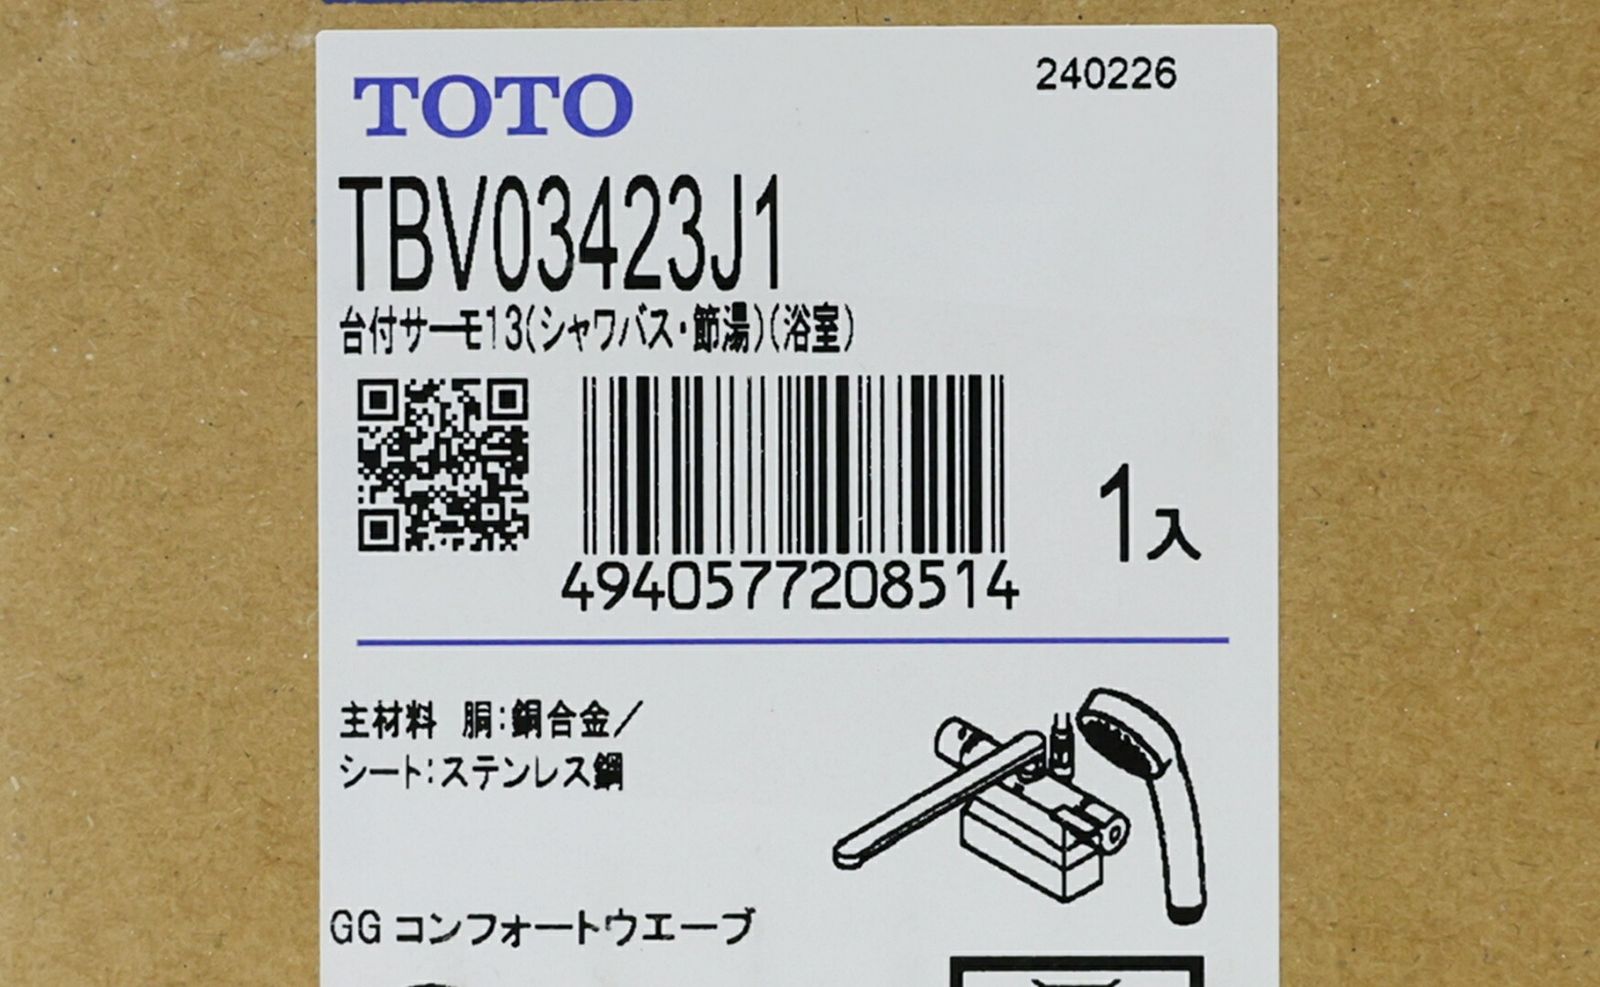 TOTO
240226
TBV03423J1
台付サーモ13(シャワバス・節湯)(浴室)
4940577208514
1入
主材料 胴:銅合金/
シート:ステンレス鋼
GG コンフォートウエーブ